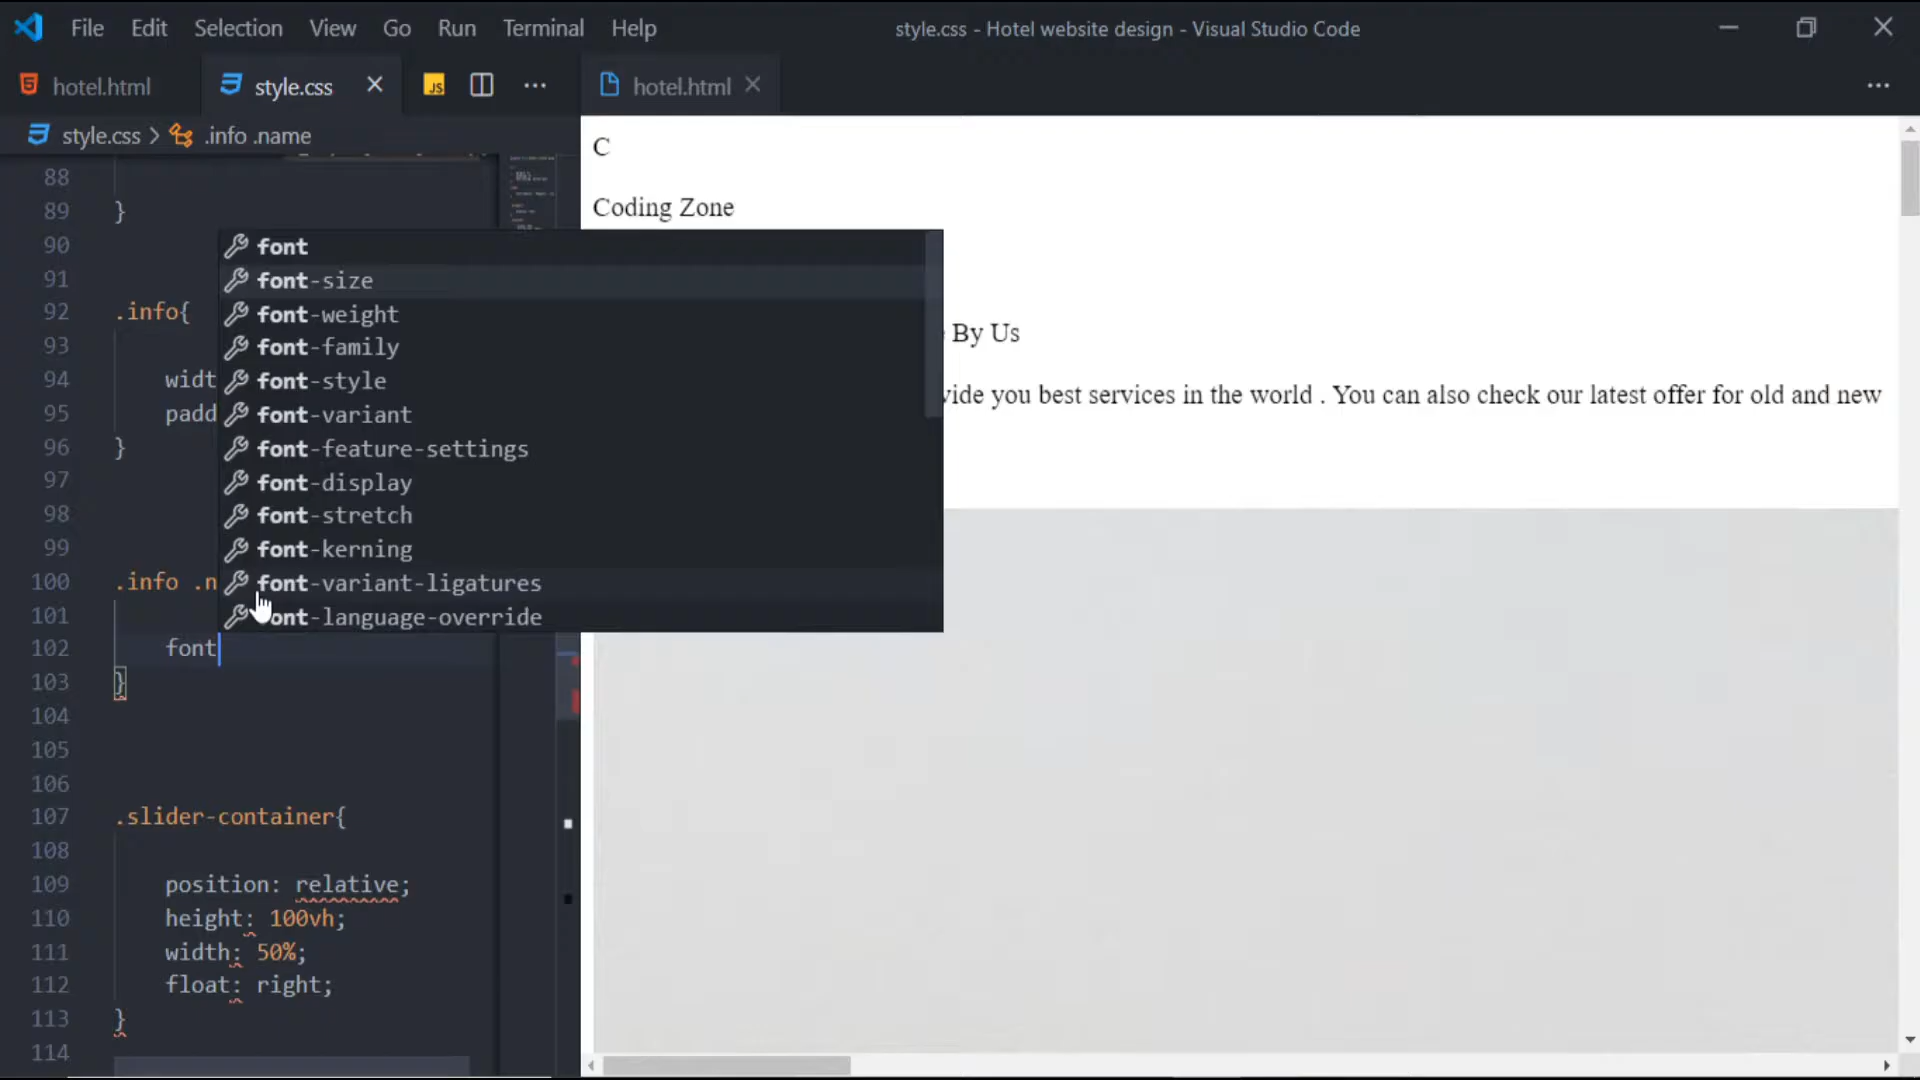 File Edit Selection View Go Run Terminal Help
style.css - Hotel website design - Visual Studio Code
hotel.html style.css JS hotel.html
style.css > .info .name
88
89 }
90
91
92 .info{
93
94 widt
95 padd
96 }
97
98
99
100 .info .n
101
102 font
103 }
104
105
106
107 .slider-container{
108
109 position: relative;
110 height: 100vh;
111 width: 50%;
112 float: right;
113 }
114
font
font-size
font-weight
font-family
font-style
font-variant
font-feature-settings
font-display
font-stretch
font-kerning
font-variant-ligatures
font-language-override
C
Coding Zone
By Us
vide you best services in the world . You can also check our latest offer for old and new